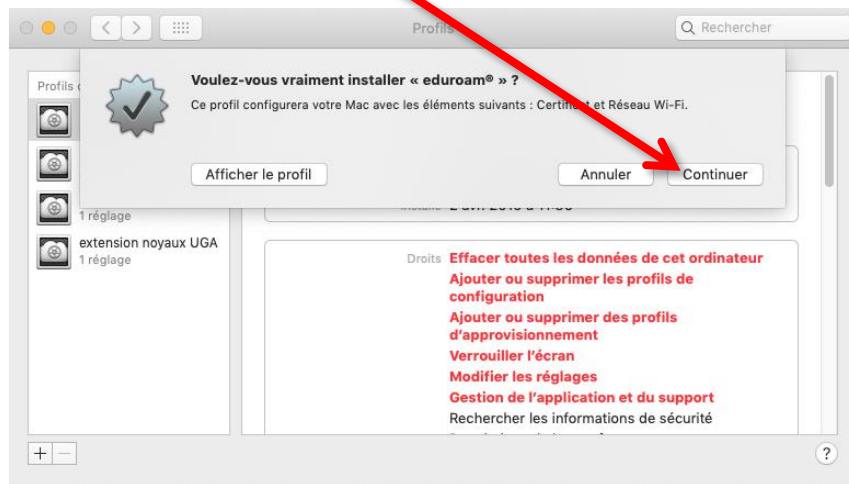 Profils
Rechercher
Profils
Voulez-vous vraiment installer « eduroam® » ?
Ce profil configurera votre Mac avec les éléments suivants : Certificat et Réseau Wi-Fi.
Afficher le profil
Annuler
Continuer
1 réglage
extension noyaux UGA
1 réglage
Droits Effacer toutes les données de cet ordinateur
Ajouter ou supprimer les profils de
configuration
Ajouter ou supprimer des profils
d'approvisionnement
Verrouiller l'écran
Modifier les réglages
Gestion de l'application et du support
Rechercher les informations de sécurité
+ −
?